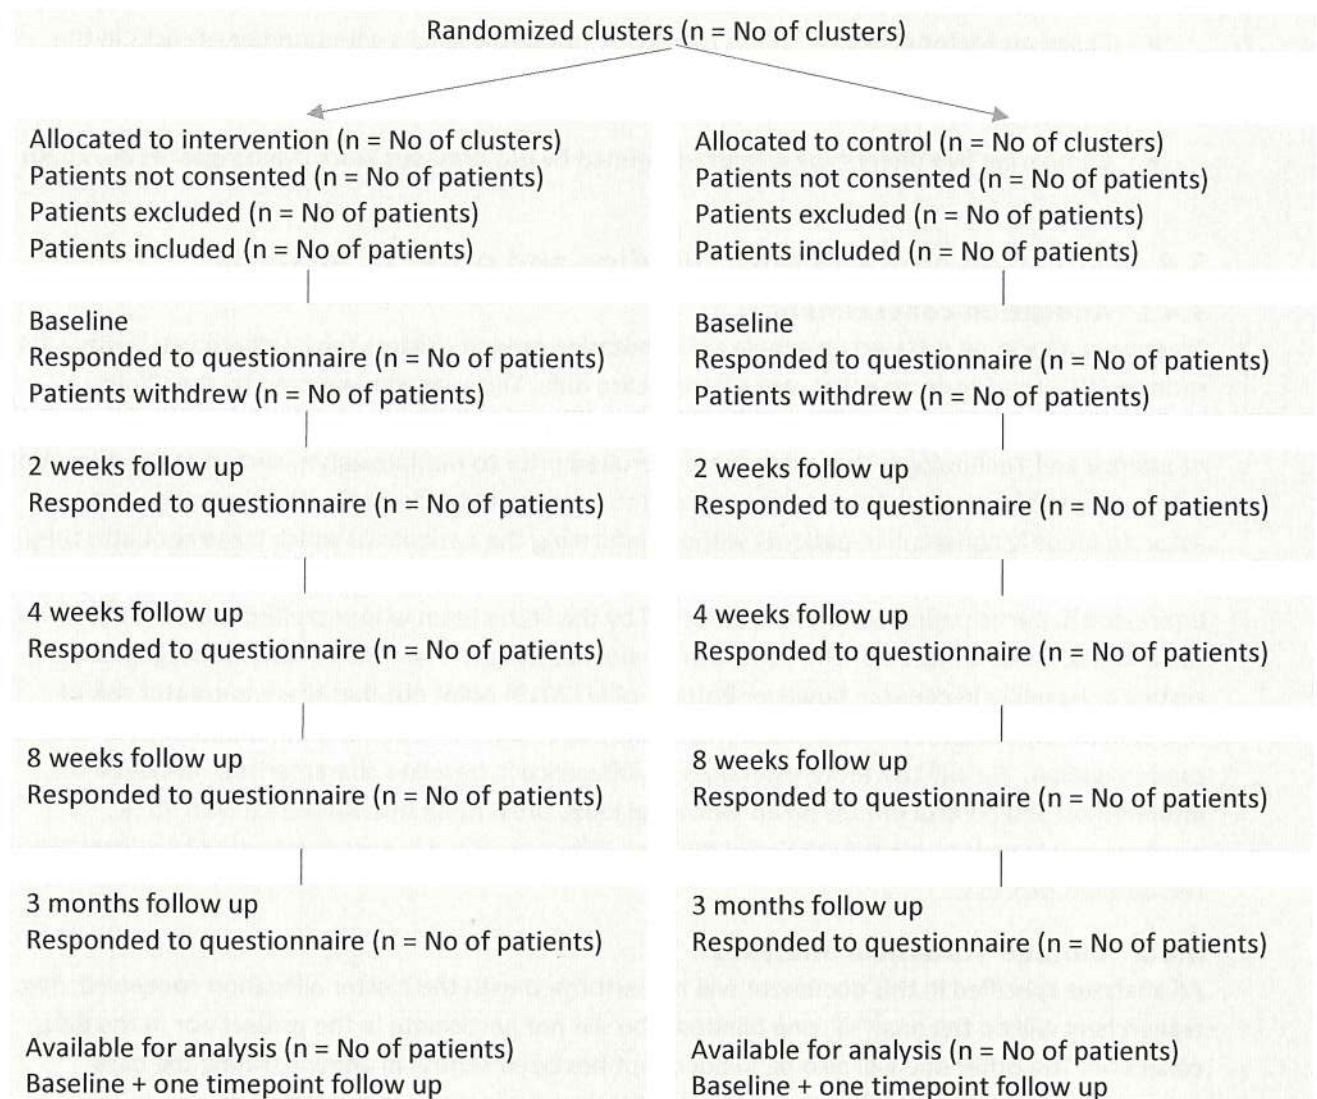 Randomized clusters (n = No of clusters)
Allocated to intervention (n = No of clusters)
Patients not consented (n = No of patients)
Patients excluded (n = No of patients)
Patients included (n = No of patients)
Allocated to control (n = No of clusters)
Patients not consented (n = No of patients)
Patients excluded (n = No of patients)
Patients included (n = No of patients)
Baseline
Responded to questionnaire (n = No of patients)
Patients withdrew (n = No of patients)
Baseline
Responded to questionnaire (n = No of patients)
Patients withdrew (n = No of patients)
2 weeks follow up
Responded to questionnaire (n = No of patients)
2 weeks follow up
Responded to questionnaire (n = No of patients)
4 weeks follow up
Responded to questionnaire (n = No of patients)
4 weeks follow up
Responded to questionnaire (n = No of patients)
8 weeks follow up
Responded to questionnaire (n = No of patients)
8 weeks follow up
Responded to questionnaire (n = No of patients)
3 months follow up
Responded to questionnaire (n = No of patients)
3 months follow up
Responded to questionnaire (n = No of patients)
Available for analysis (n = No of patients)
Baseline + one timepoint follow up
Available for analysis (n = No of patients)
Baseline + one timepoint follow up